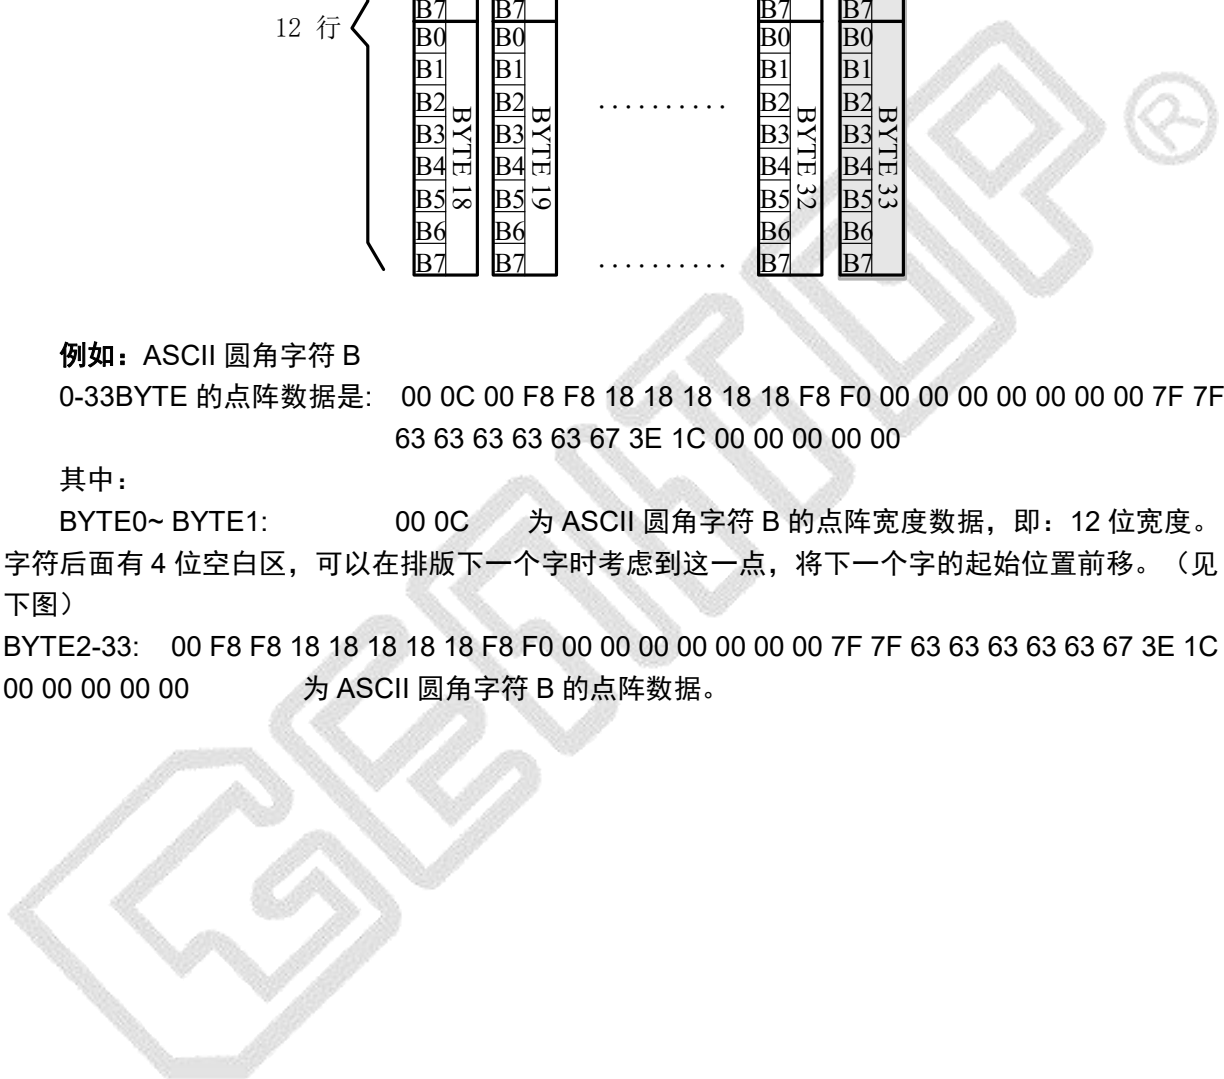 B7 B7 B7 B7
12 行
B0 B0 B0 B0
B1 B1 B1 B1
B2 B2 .......... B2 B2
B3 B3 B3 B3
B4 B4 B4 B4
B5 B5 B5 B5
B6 B6 B6 B6
B7 B7 .......... B7 B7
BYTE 18
BYTE 19
BYTE 32
BYTE 33
例如：ASCII 圆角字符 B
0-33BYTE 的点阵数据是: 00 0C 00 F8 F8 18 18 18 18 18 F8 F0 00 00 00 00 00 00 00 7F 7F
63 63 63 63 63 67 3E 1C 00 00 00 00 00
其中：
BYTE0~ BYTE1: 00 0C 为 ASCII 圆角字符 B 的点阵宽度数据，即：12 位宽度。
字符后面有 4 位空白区，可以在排版下一个字时考虑到这一点，将下一个字的起始位置前移。（见
下图）
BYTE2-33: 00 F8 F8 18 18 18 18 18 F8 F0 00 00 00 00 00 00 00 7F 7F 63 63 63 63 63 67 3E 1C
00 00 00 00 00 为 ASCII 圆角字符 B 的点阵数据。
GENITOP®